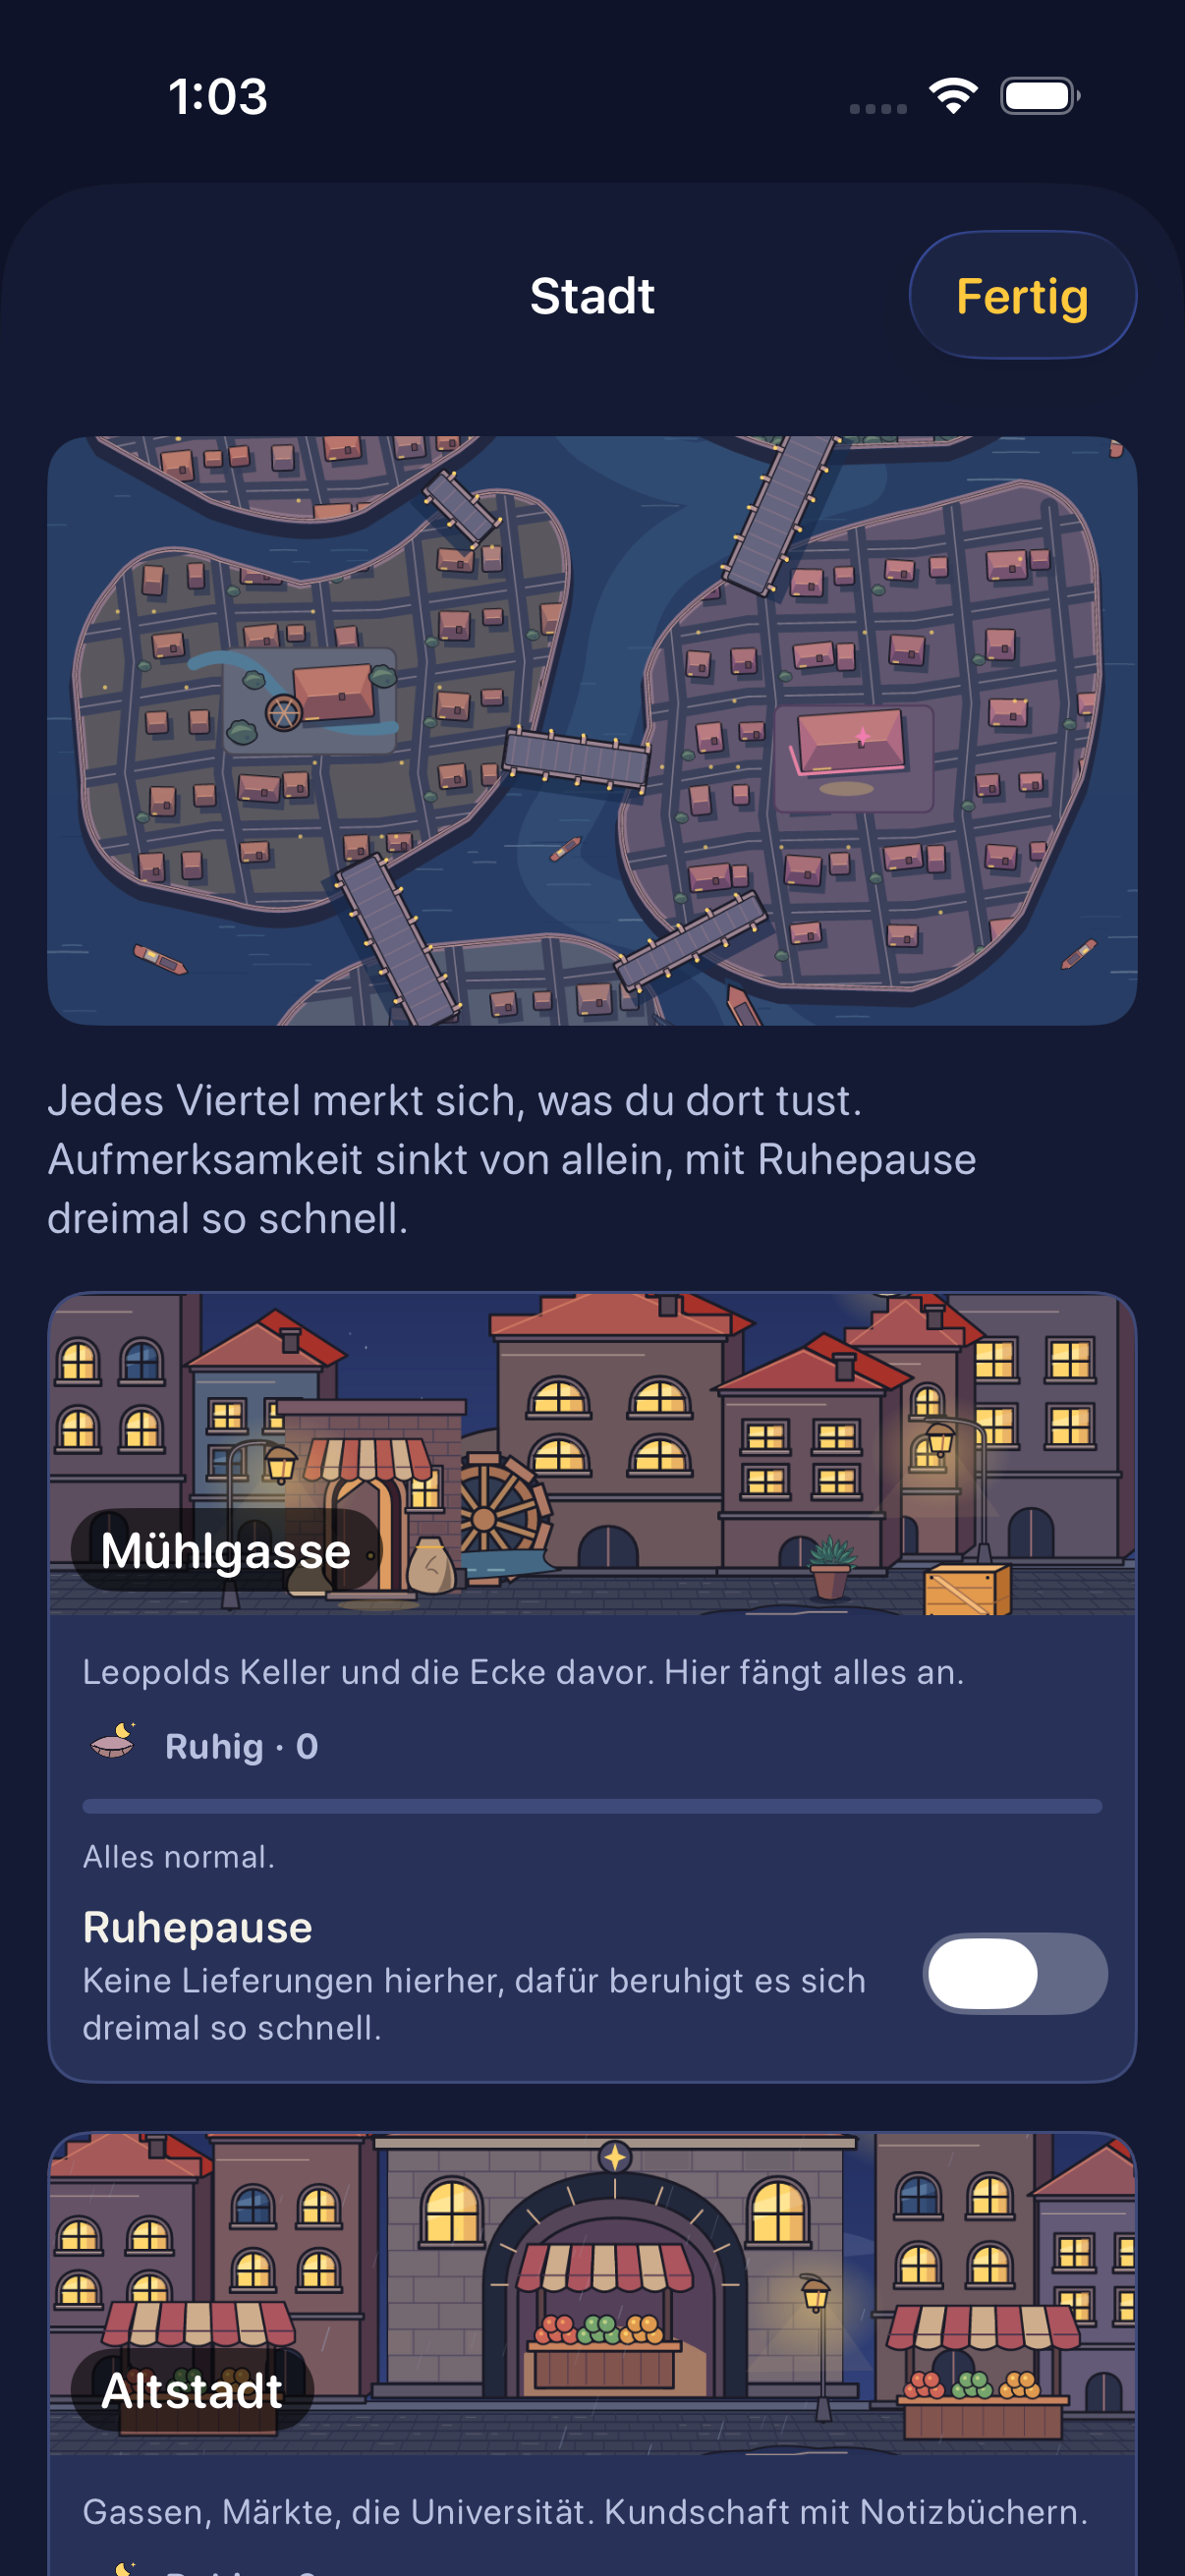 1:03
Stadt
Fertig
Jedes Viertel merkt sich, was du dort tust.
Aufmerksamkeit sinkt von allein, mit Ruhepause
dreimal so schnell.
Mühlgasse
Leopolds Keller und die Ecke davor. Hier fängt alles an.
Ruhig · 0
Alles normal.
Ruhepause
Keine Lieferungen hierher, dafür beruhigt es sich
dreimal so schnell.
Altstadt
Gassen, Märkte, die Universität. Kundschaft mit Notizbüchern.